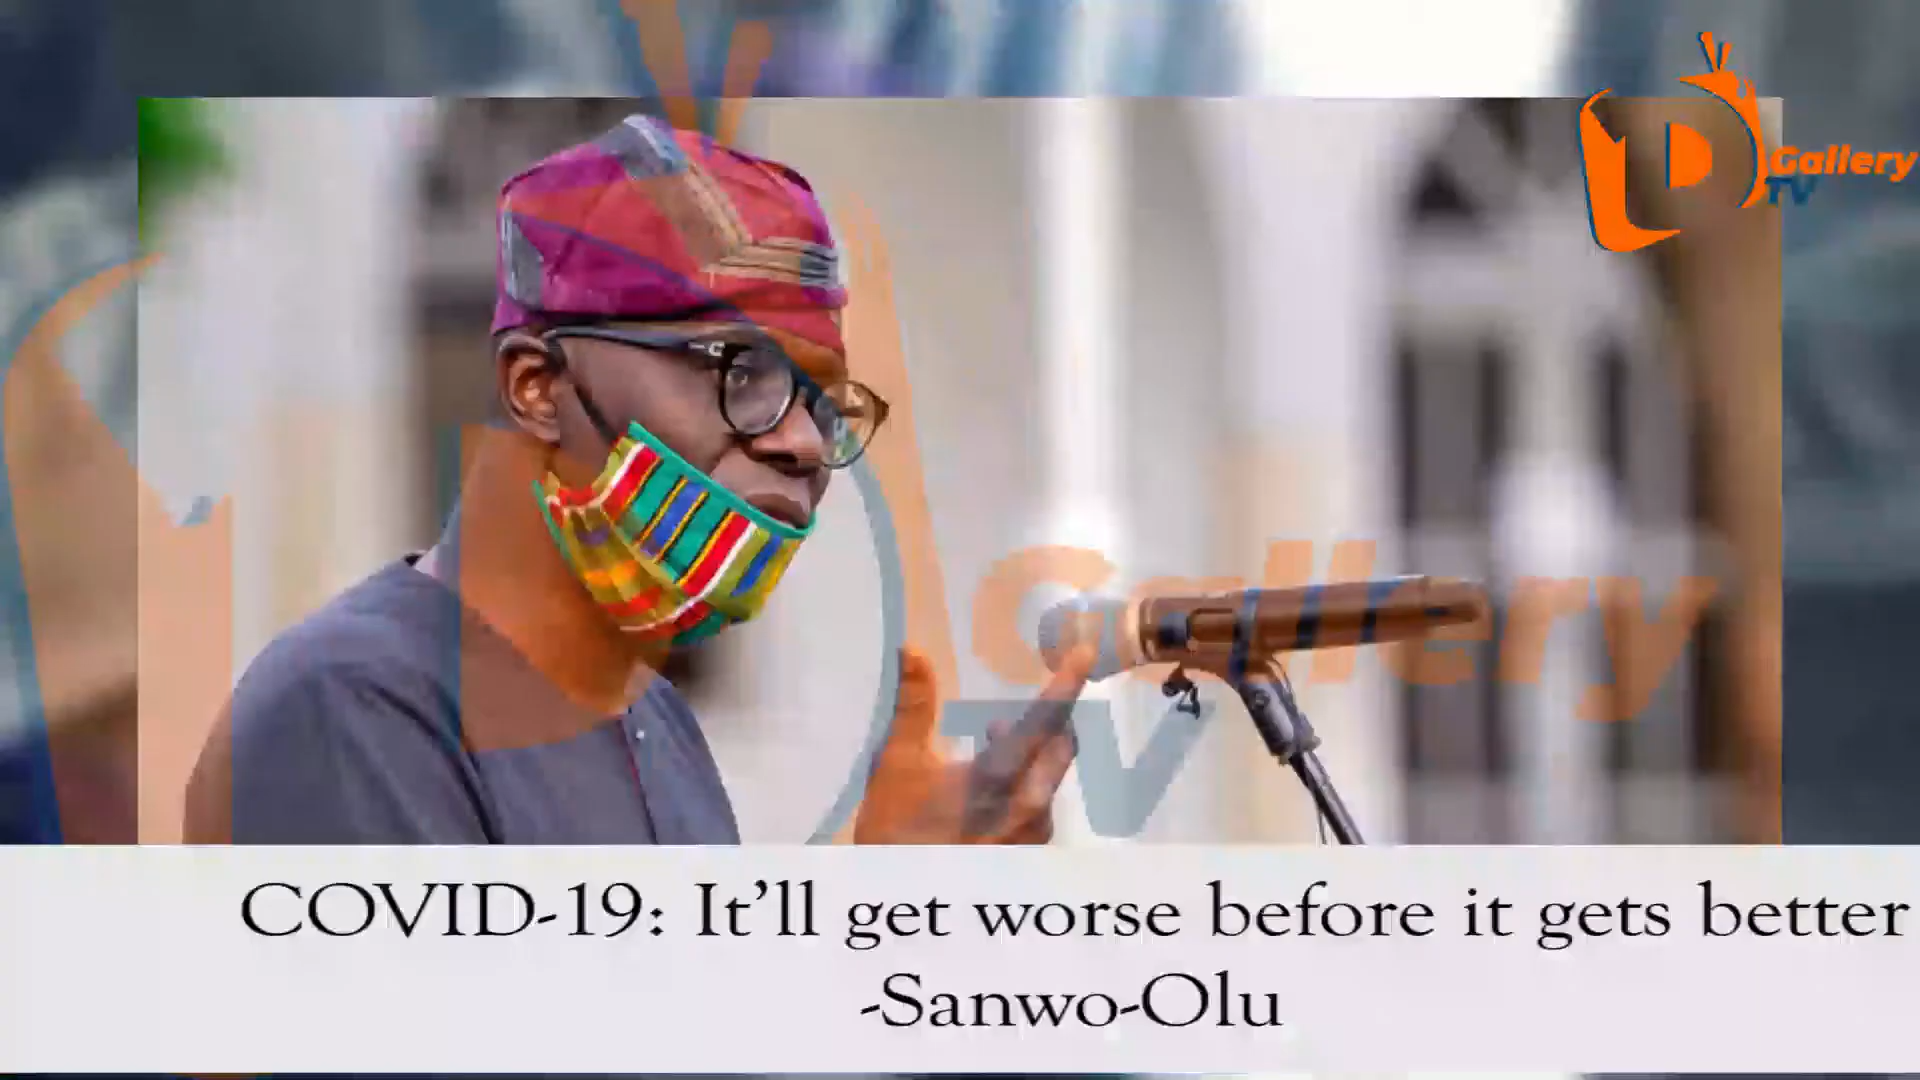 Gallery
TV
Gallery
TV
COVID-19: It’ll get worse before it gets better
-Sanwo-Olu